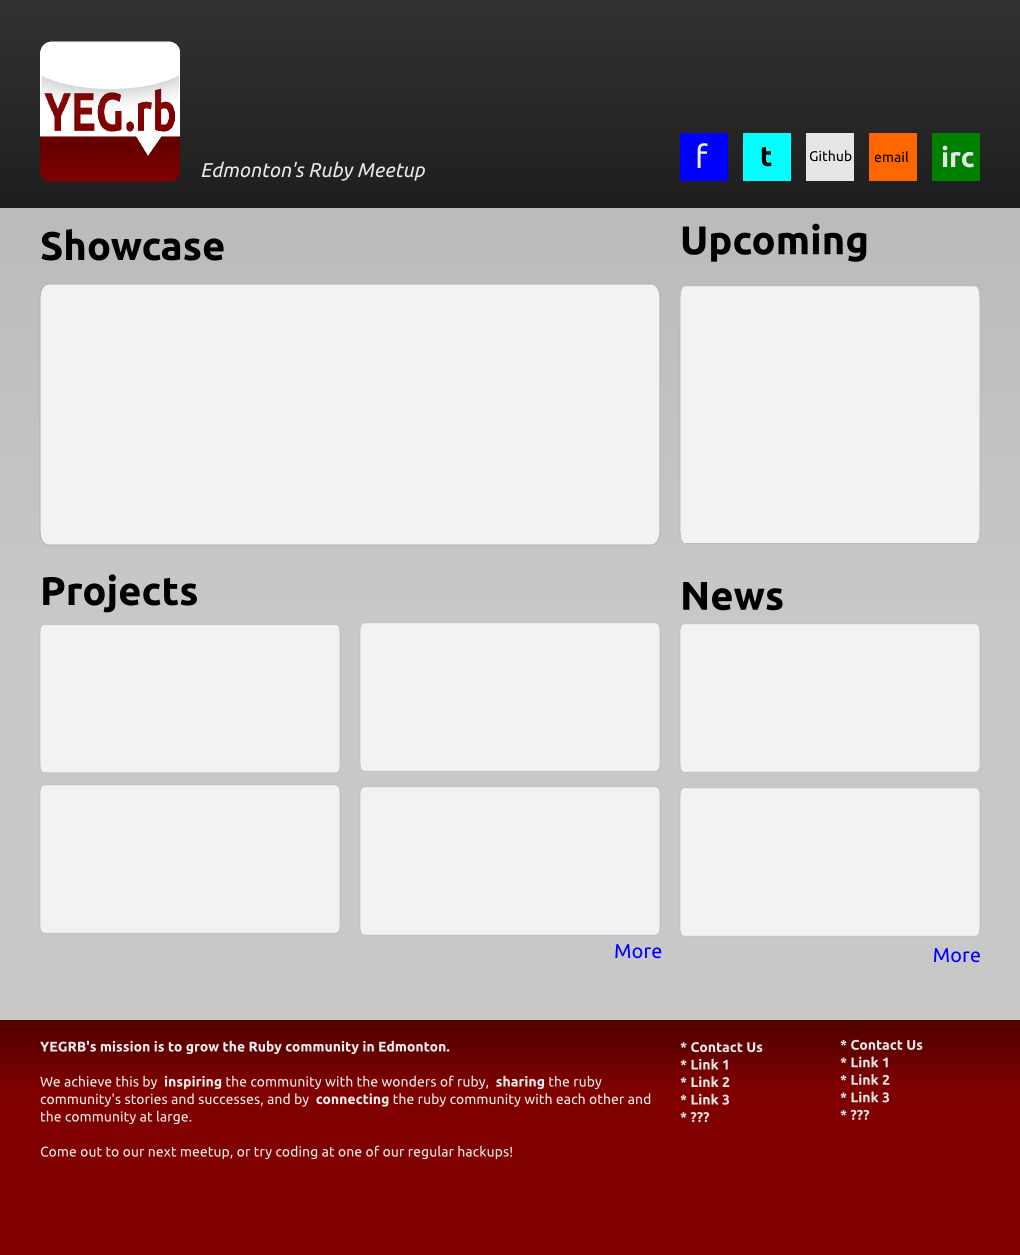 YEG.rb
Edmonton's Ruby Meetup
f
t
Github
email
irc
Showcase
Upcoming
Projects
News
More
More
YEGRB's mission is to grow the Ruby community in Edmonton.
We achieve this by inspiring the community with the wonders of ruby, sharing the ruby
community's stories and successes, and by connecting the ruby community with each other and
the community at large.
Come out to our next meetup, or try coding at one of our regular hackups!
* Contact Us
* Link 1
* Link 2
* Link 3
* ???
* Contact Us
* Link 1
* Link 2
* Link 3
* ???